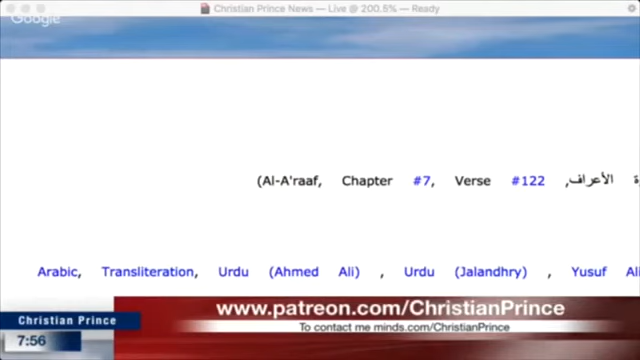 Christian Prince News — Live @ 200.5% — Ready
Google
(Al-A'raaf, Chapter #7, Verse #122 الأعراف,
Arabic, Transliteration, Urdu (Ahmed Ali) , Urdu (Jalandhry) , Yusuf
www.patreon.com/ChristianPrince
Christian Prince
To contact me minds.com/ChristianPrince
7:56